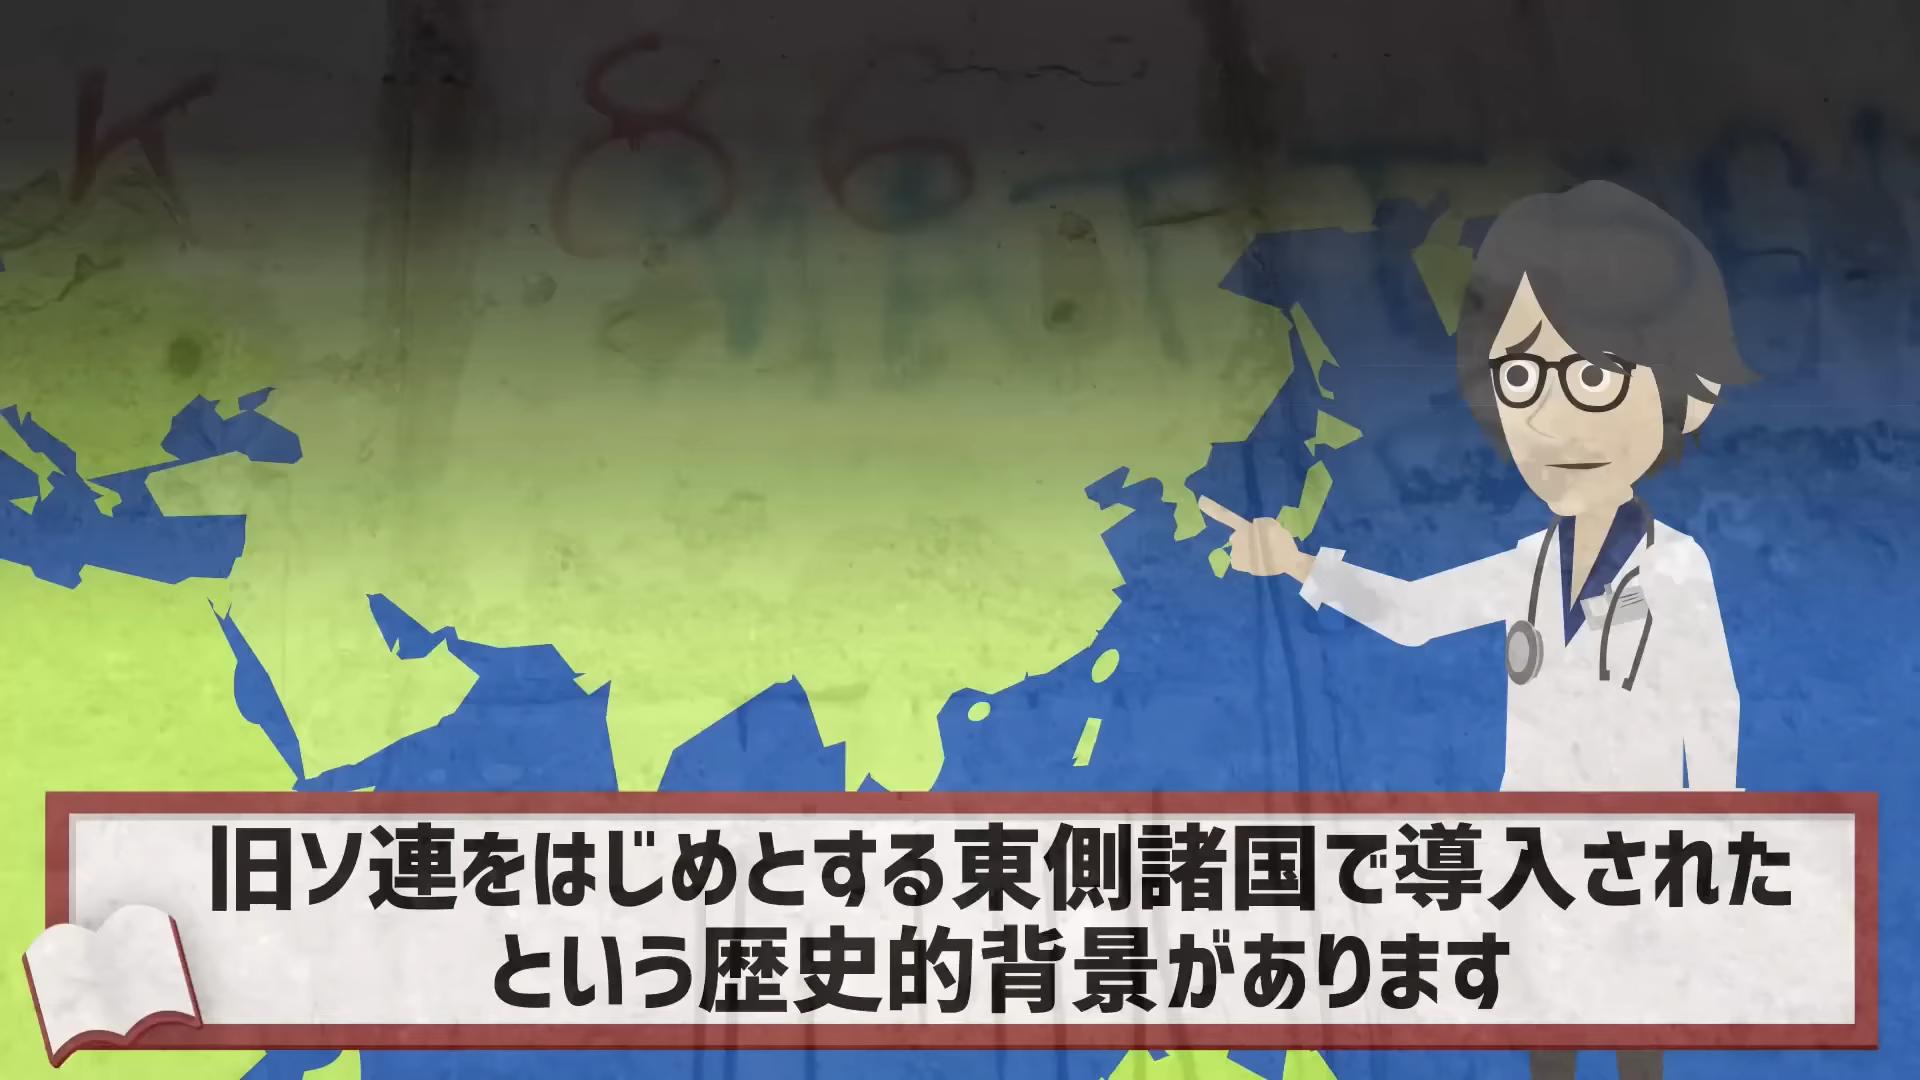 K 86
旧ソ連をはじめとする東側諸国で導入された
という歴史的背景があります